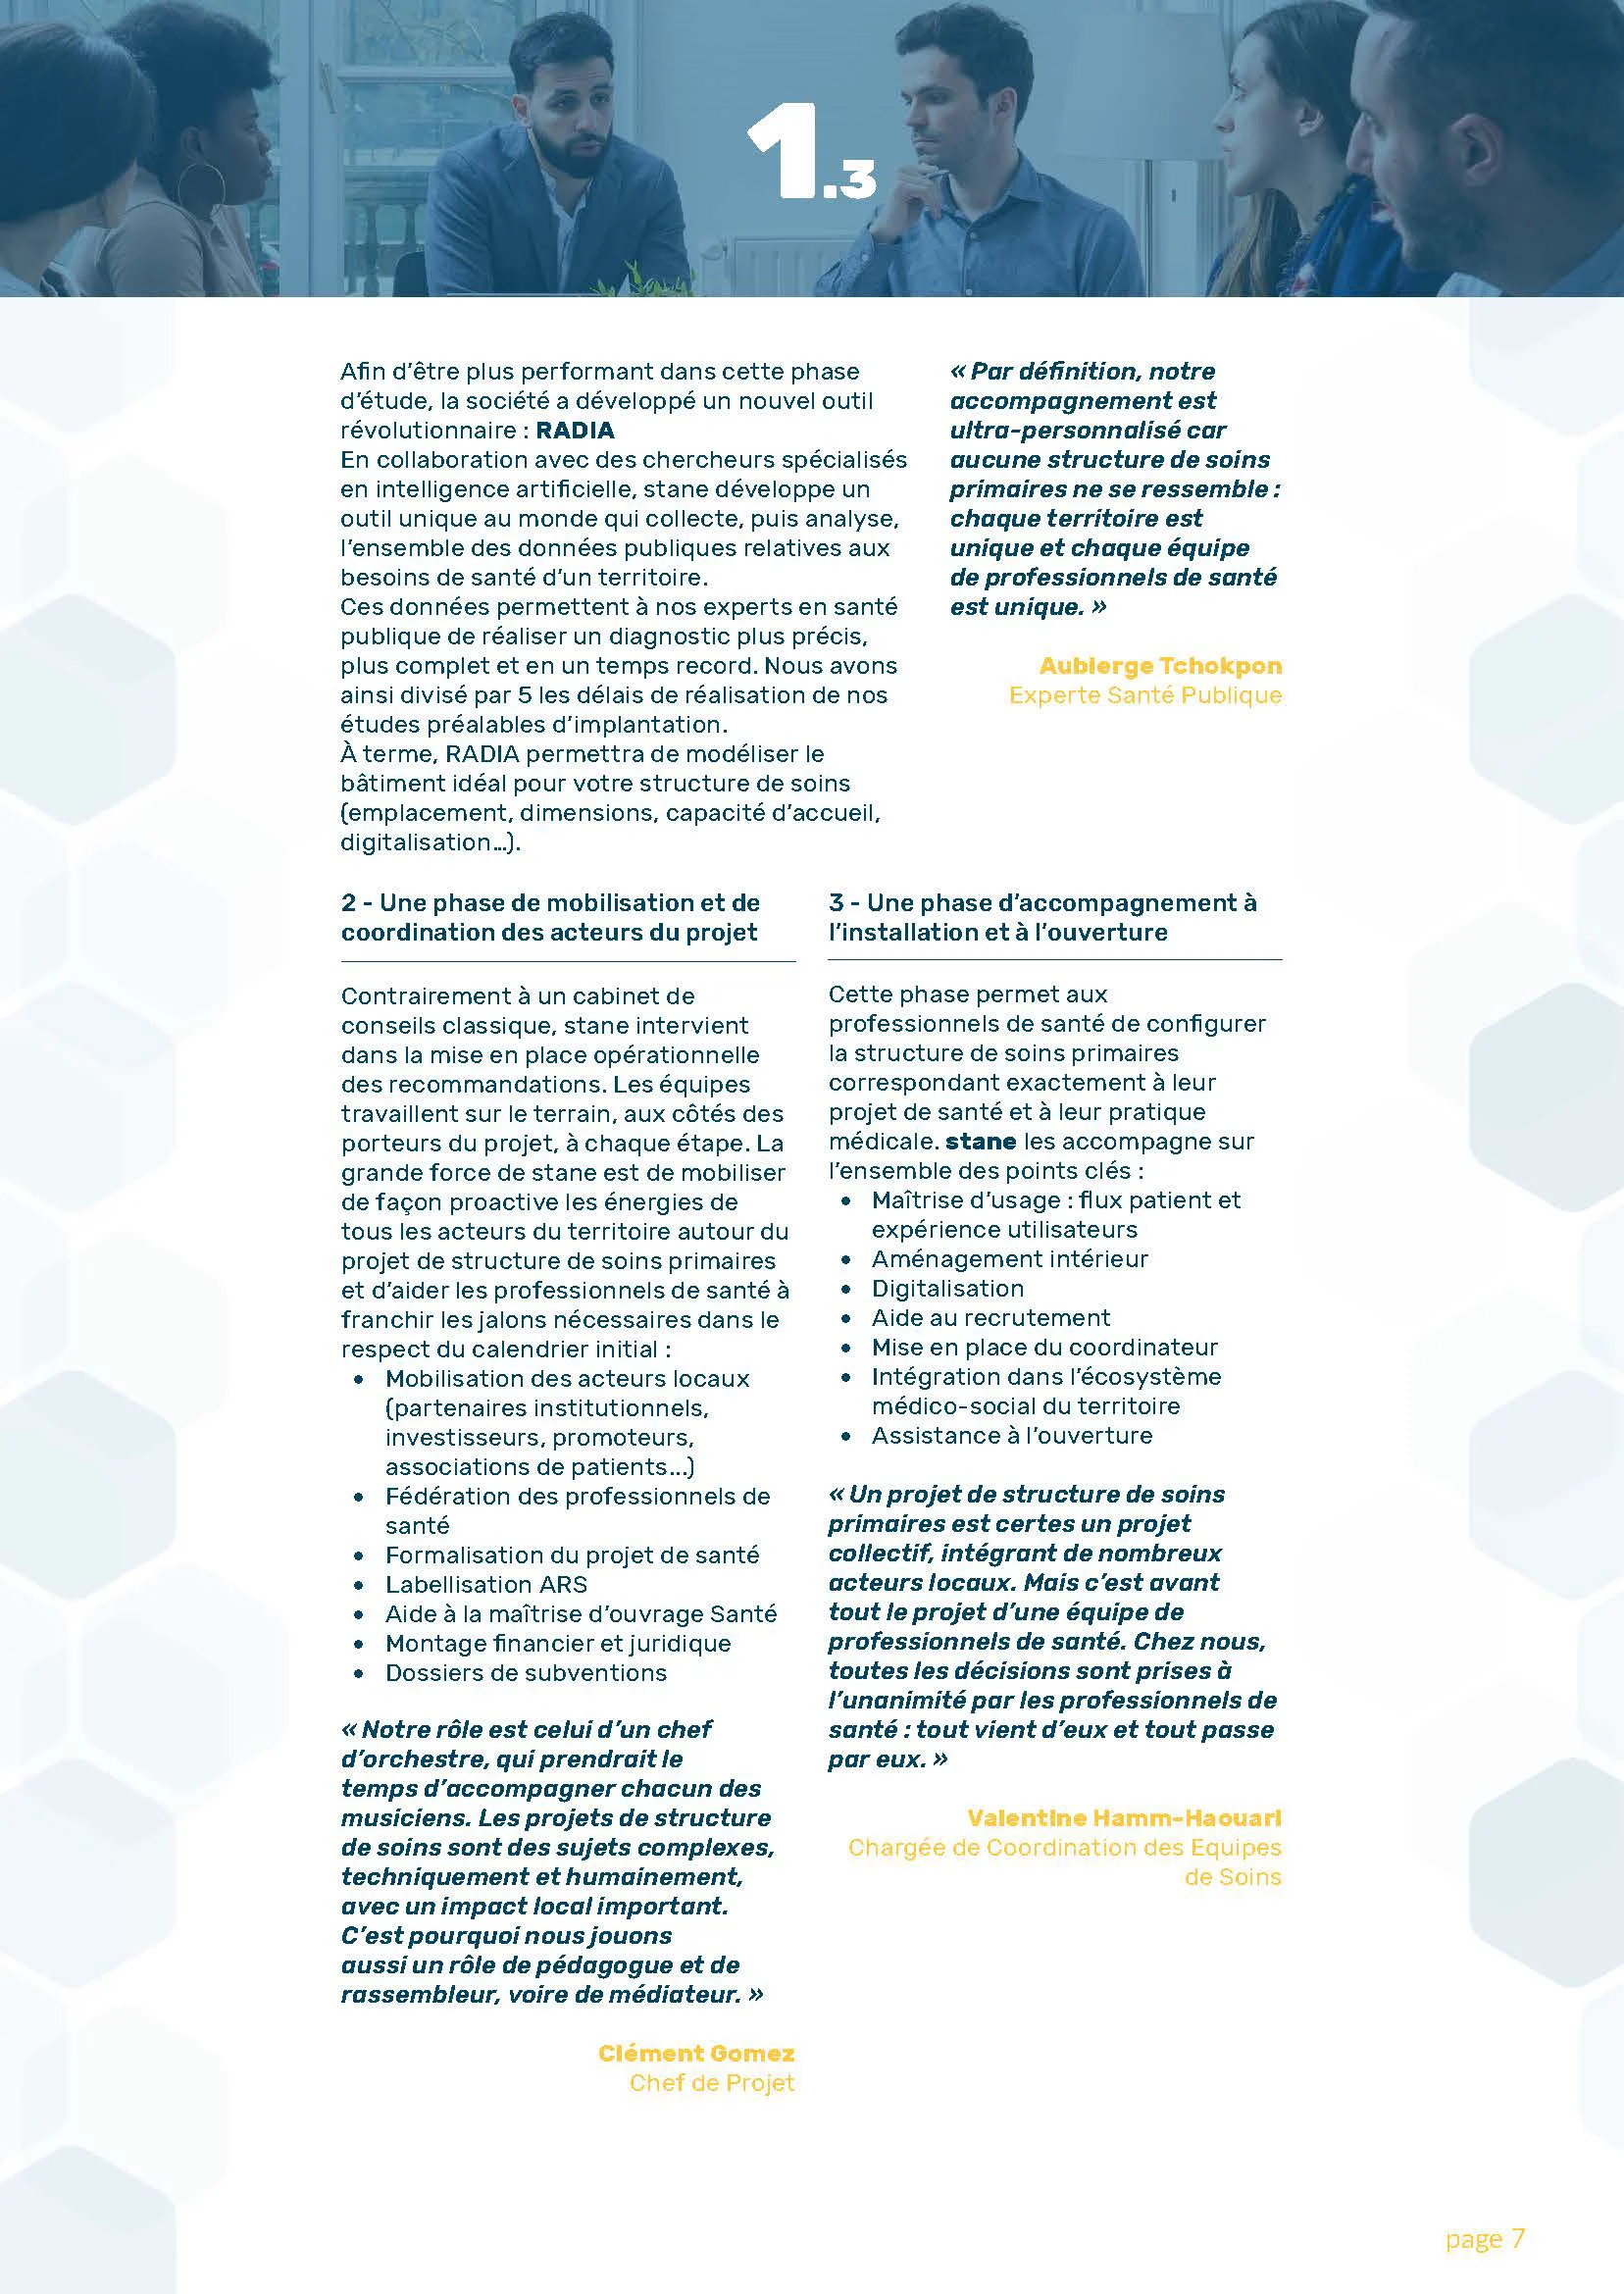 1.3
Afin d'être plus performant dans cette phase
d'étude, la société a développé un nouvel outil
révolutionnaire : RADIA
En collaboration avec des chercheurs spécialisés
en intelligence artificielle, stane développe un
outil unique au monde qui collecte, puis analyse,
l'ensemble des données publiques relatives aux
besoins de santé d'un territoire.
Ces données permettent à nos experts en santé
publique de réaliser un diagnostic plus précis,
plus complet et en un temps record. Nous avons
ainsi divisé par 5 les délais de réalisation de nos
études préalables d'implantation.
À terme, RADIA permettra de modéliser le
bâtiment idéal pour votre structure de soins
(emplacement, dimensions, capacité d'accueil,
digitalisation...).
« Par définition, notre
accompagnement est
ultra-personnalisé car
aucune structure de soins
primaires ne se ressemble :
chaque territoire est
unique et chaque équipe
de professionnels de santé
est unique. »
Aubierge Tchokpon
Experte Santé Publique
2 - Une phase de mobilisation et de
coordination des acteurs du projet
Contrairement à un cabinet de
conseils classique, stane intervient
dans la mise en place opérationnelle
des recommandations. Les équipes
travaillent sur le terrain, aux côtés des
porteurs du projet, à chaque étape. La
grande force de stane est de mobiliser
de façon proactive les énergies de
tous les acteurs du territoire autour du
projet de structure de soins primaires
et d'aider les professionnels de santé à
franchir les jalons nécessaires dans le
respect du calendrier initial :
• Mobilisation des acteurs locaux
(partenaires institutionnels,
investisseurs, promoteurs,
associations de patients...)
• Fédération des professionnels de
santé
• Formalisation du projet de santé
• Labellisation ARS
• Aide à la maîtrise d'ouvrage Santé
• Montage financier et juridique
• Dossiers de subventions
« Notre rôle est celui d'un chef
d'orchestre, qui prendrait le
temps d'accompagner chacun des
musiciens. Les projets de structure
de soins sont des sujets complexes,
techniquement et humainement,
avec un impact local important.
C'est pourquoi nous jouons
aussi un rôle de pédagogue et de
rassembleur, voire de médiateur. »
Clément Gomez
Chef de Projet
3 - Une phase d'accompagnement à
l'installation et à l'ouverture
Cette phase permet aux
professionnels de santé de configurer
la structure de soins primaires
correspondant exactement à leur
projet de santé et à leur pratique
médicale. stane les accompagne sur
l'ensemble des points clés :
• Maîtrise d'usage : flux patient et
expérience utilisateurs
• Aménagement intérieur
• Digitalisation
• Aide au recrutement
• Mise en place du coordinateur
• Intégration dans l'écosystème
médico-social du territoire
• Assistance à l'ouverture
« Un projet de structure de soins
primaires est certes un projet
collectif, intégrant de nombreux
acteurs locaux. Mais c'est avant
tout le projet d'une équipe de
professionnels de santé. Chez nous,
toutes les décisions sont prises à
l'unanimité par les professionnels de
santé : tout vient d'eux et tout passe
par eux. »
Valentine Hamm-Haouari
Chargée de Coordination des Equipes
de Soins
page 7